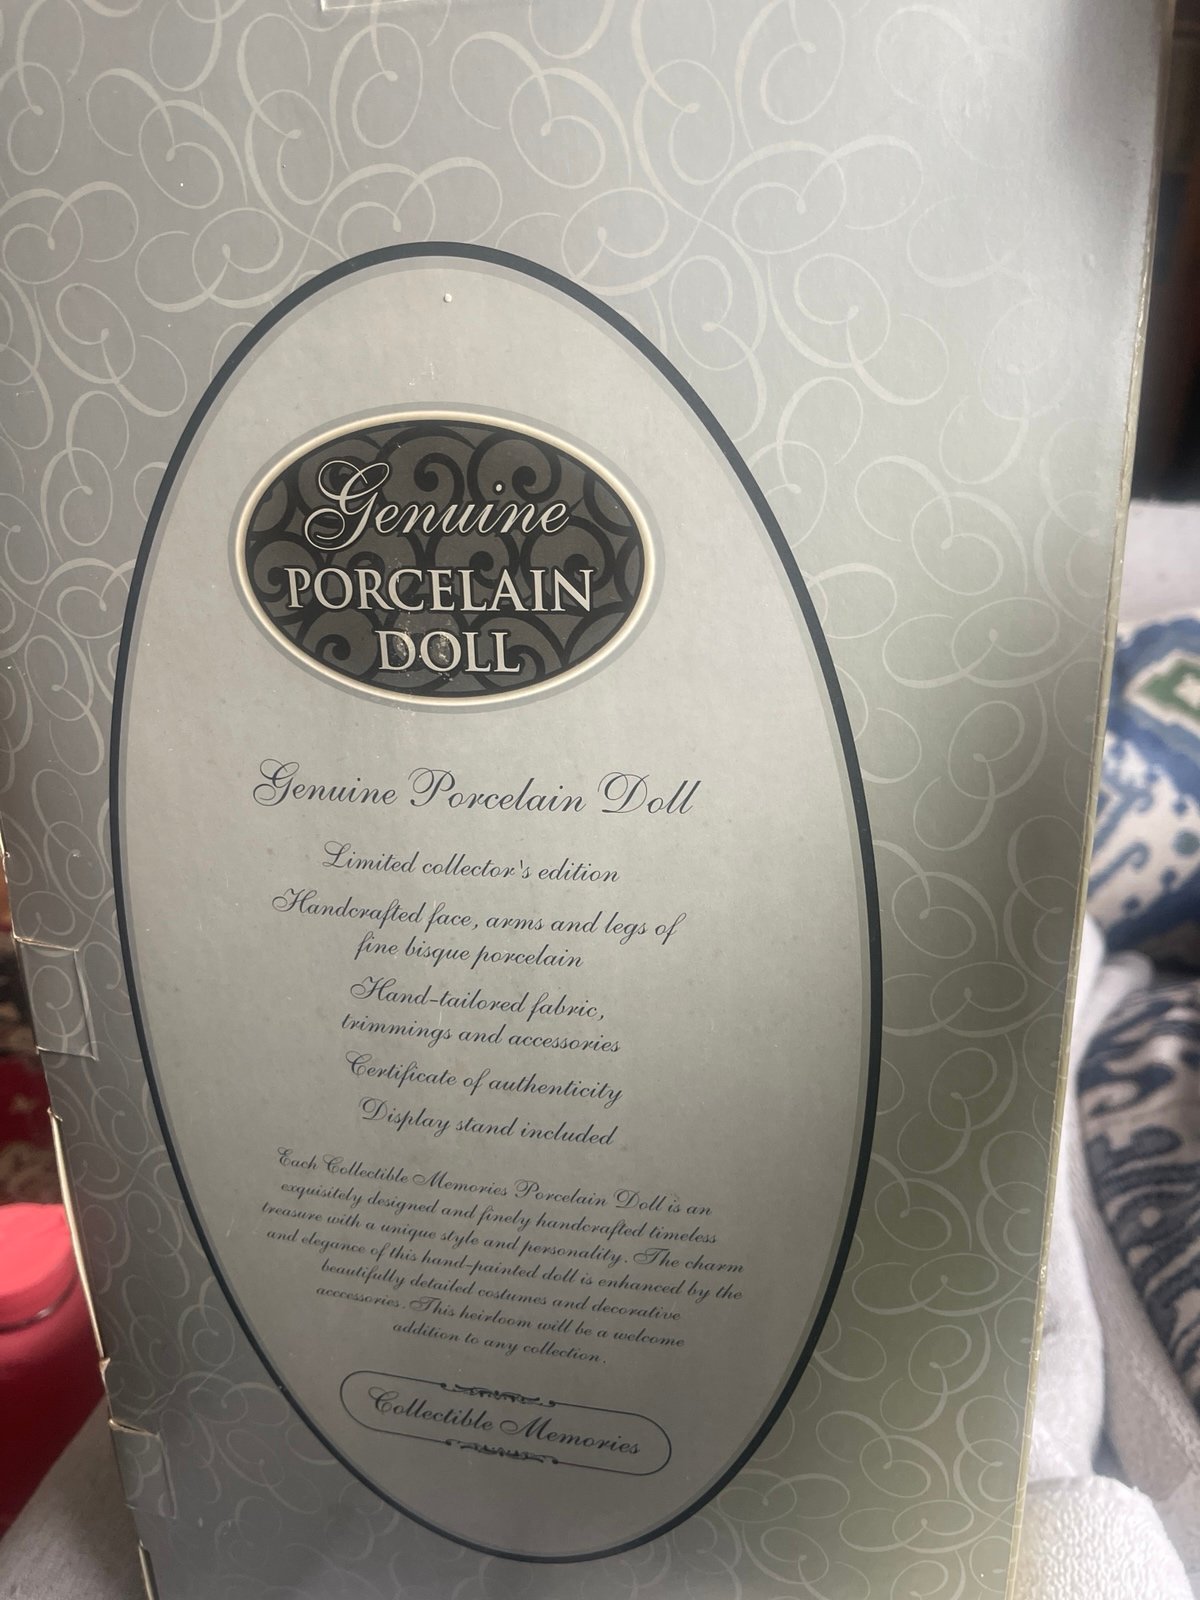 Genuine
PORCELAIN
DOLL
Genuine Porcelain Doll
Limited collector's edition
Handcrafted face, arms and legs of
fine bisque porcelain
Hand-tailored fabric,
trimmings and accessories
Certificate of authenticity
Display stand included
Each Collectible Memories Porcelain Doll is an
exquisitely designed and finely handcrafted timeless
treasure with a unique style and personality. The charm
and elegance of this hand-painted doll is enhanced by the
beautifully detailed costumes and decorative
acccessories. This heirloom will be a welcome
addition to any collection.
Collectible Memories